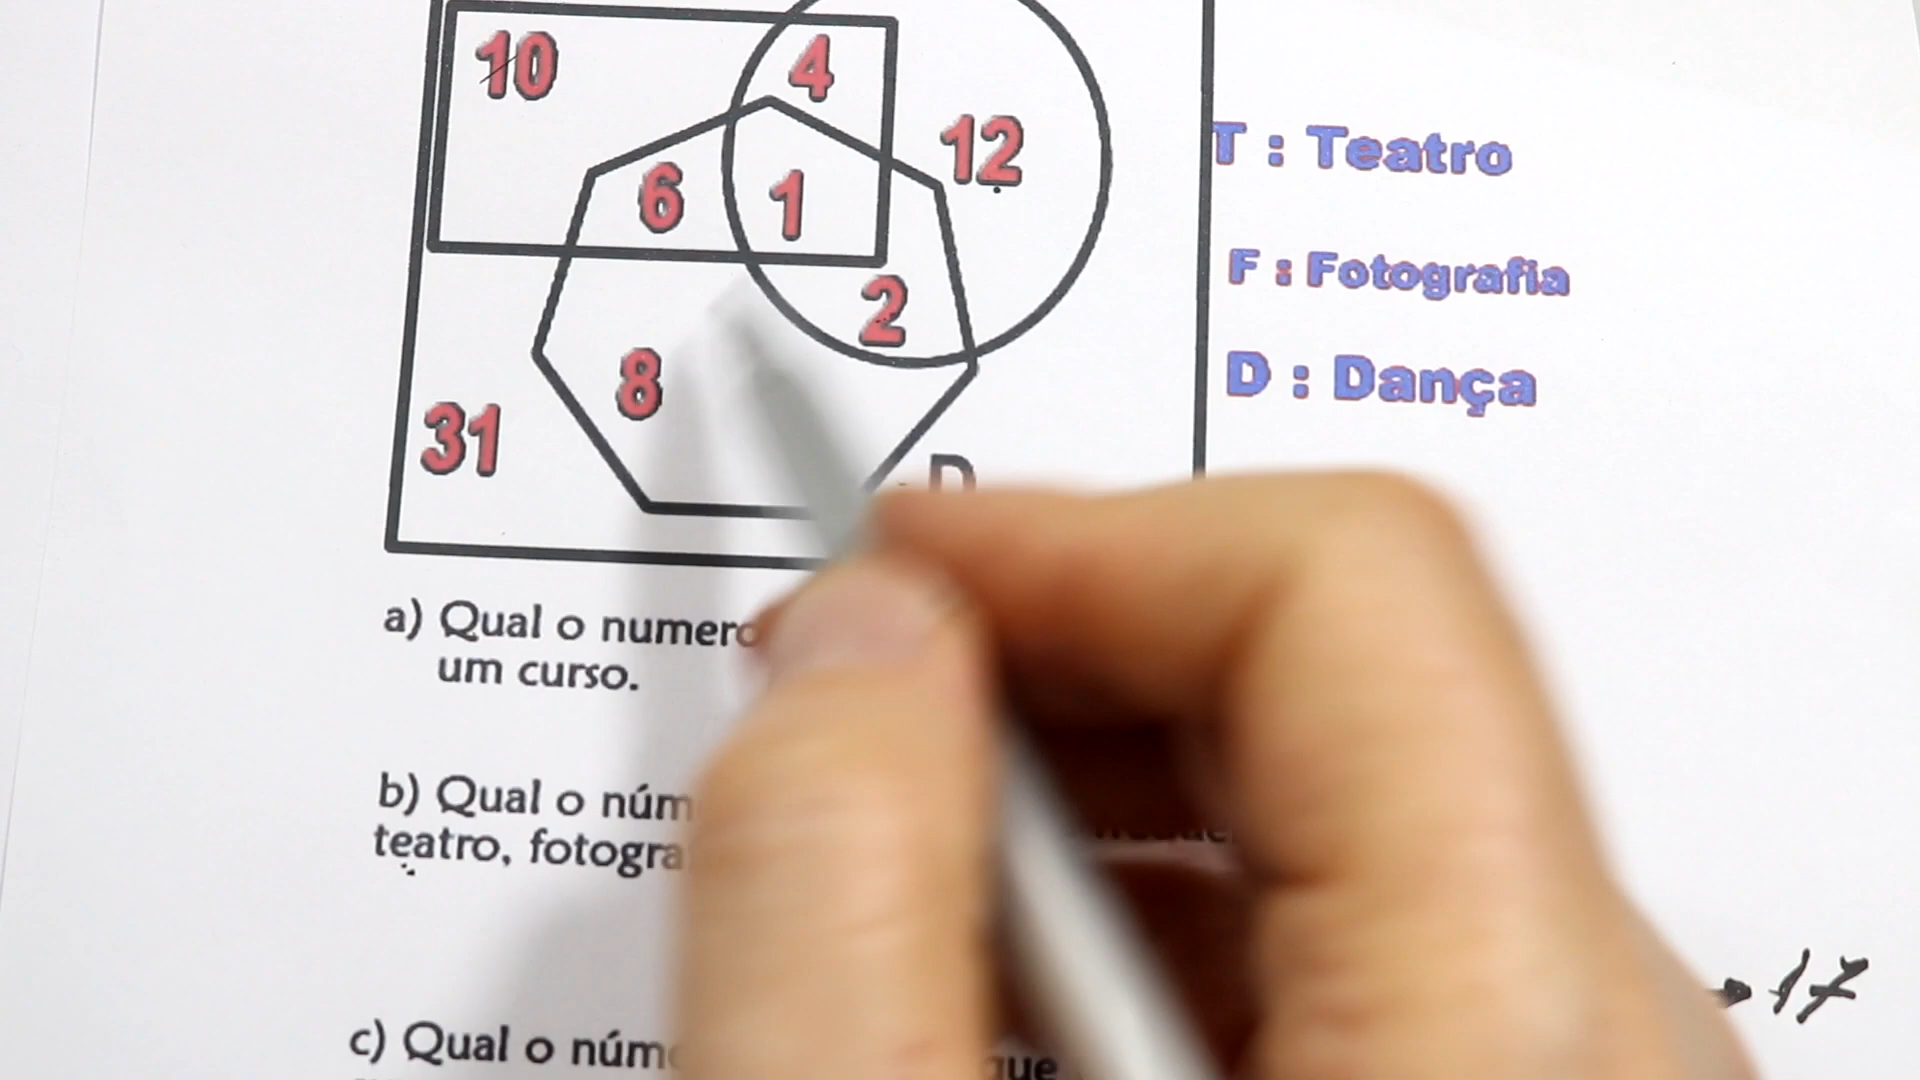 10
4
12
6
1
2
8
31
D
T : Teatro
F : Fotografia
D : Dança
a) Qual o numero
um curso.
b) Qual o núm
teatro, fotogra
17
c) Qual o núme
que